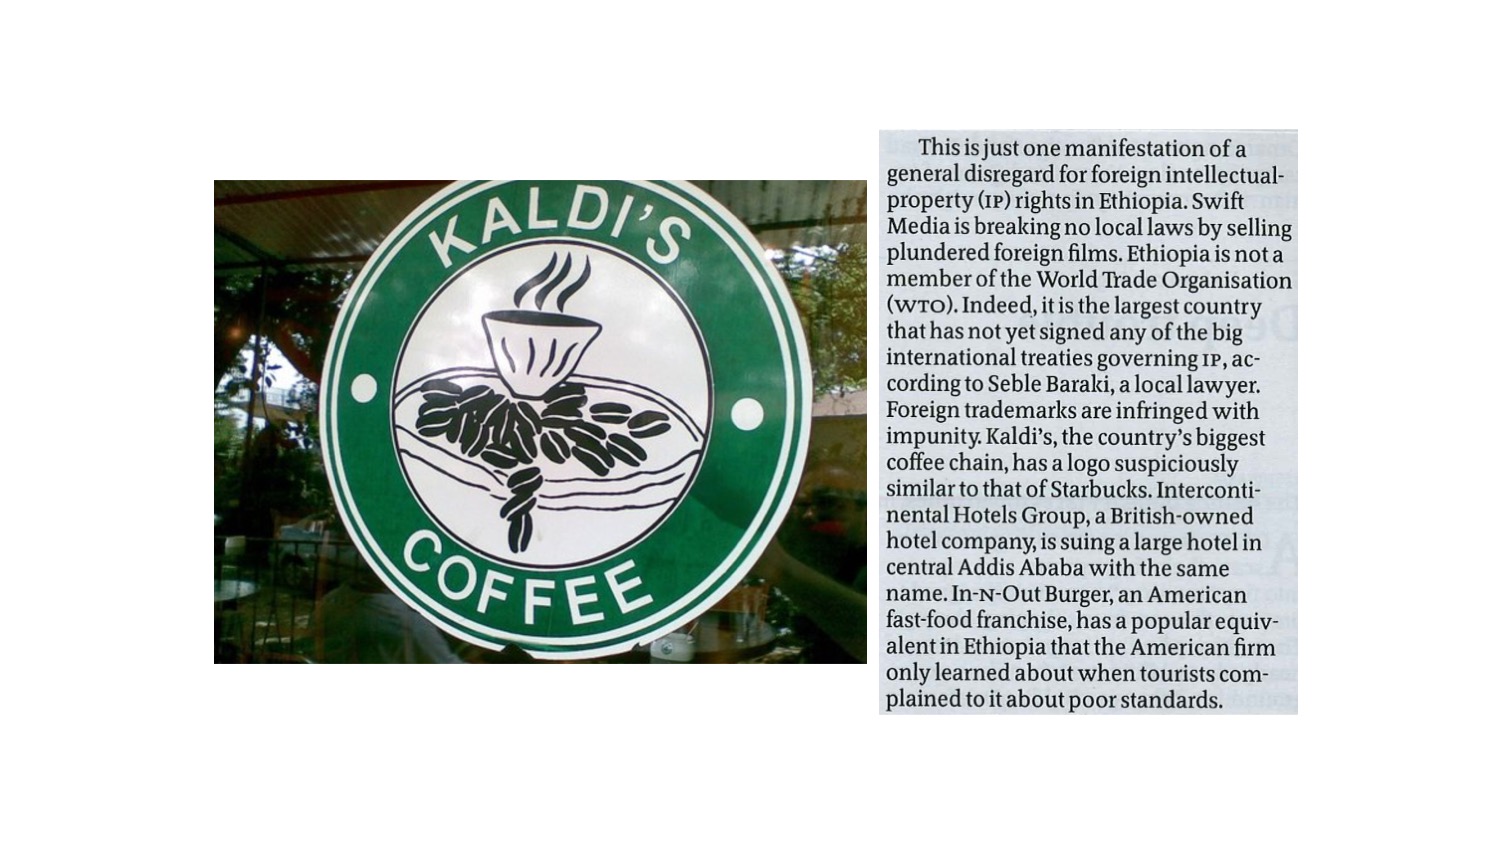 KALDI'S
COFFEE
This is just one manifestation of a
general disregard for foreign intellectual-
property (IP) rights in Ethiopia. Swift
Media is breaking no local laws by selling
plundered foreign films. Ethiopia is not a
member of the World Trade Organisation
(WTO). Indeed, it is the largest country
that has not yet signed any of the big
international treaties governing IP, ac-
cording to Seble Baraki, a local lawyer.
Foreign trademarks are infringed with
impunity. Kaldi's, the country's biggest
coffee chain, has a logo suspiciously
similar to that of Starbucks. Interconti-
nental Hotels Group, a British-owned
hotel company, is suing a large hotel in
central Addis Ababa with the same
name. In-N-Out Burger, an American
fast-food franchise, has a popular equiv-
alent in Ethiopia that the American firm
only learned about when tourists com-
plained to it about poor standards.